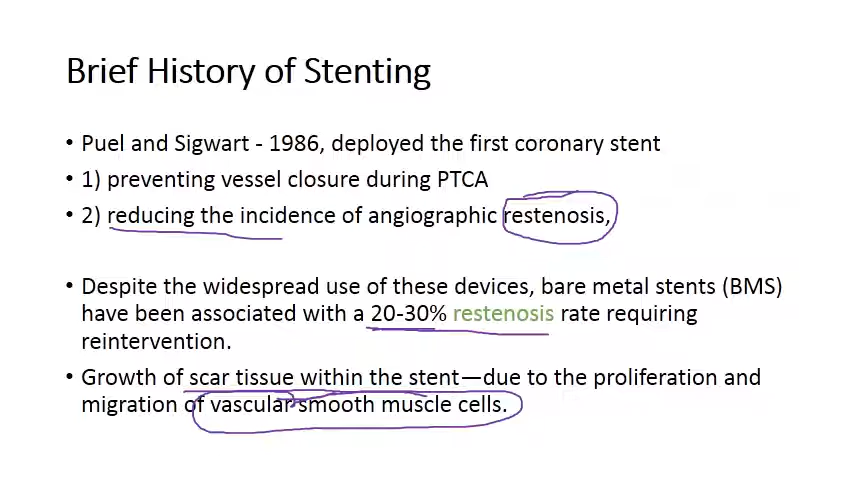 Brief History of Stenting
• Puel and Sigwart - 1986, deployed the first coronary stent
• 1) preventing vessel closure during PTCA
• 2) reducing the incidence of angiographic restenosis,
• Despite the widespread use of these devices, bare metal stents (BMS)
have been associated with a 20-30% restenosis rate requiring
reintervention.
• Growth of scar tissue within the stent—due to the proliferation and
migration of vascular smooth muscle cells.